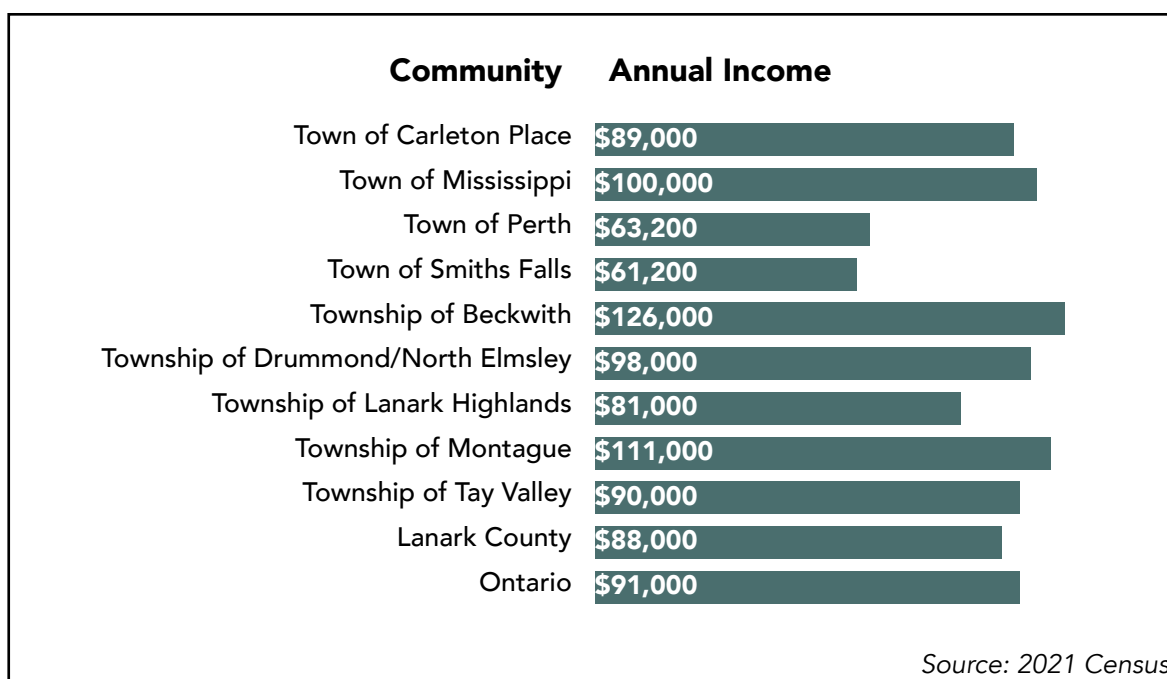 Community Annual Income
Town of Carleton Place $89,000
Town of Mississippi $100,000
Town of Perth $63,200
Town of Smiths Falls $61,200
Township of Beckwith $126,000
Township of Drummond/North Elmsley $98,000
Township of Lanark Highlands $81,000
Township of Montague $111,000
Township of Tay Valley $90,000
Lanark County $88,000
Ontario $91,000
Source: 2021 Census